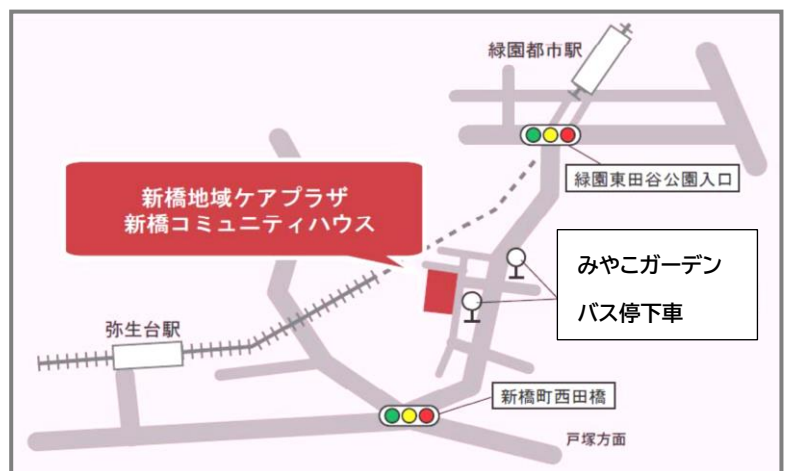 緑園都市駅
緑園東田谷公園入口
新橋地域ケアプラザ
新橋コミュニティハウス
みやこガーデン
バス停下車
弥生台駅
新橋町西田橋
戸塚方面